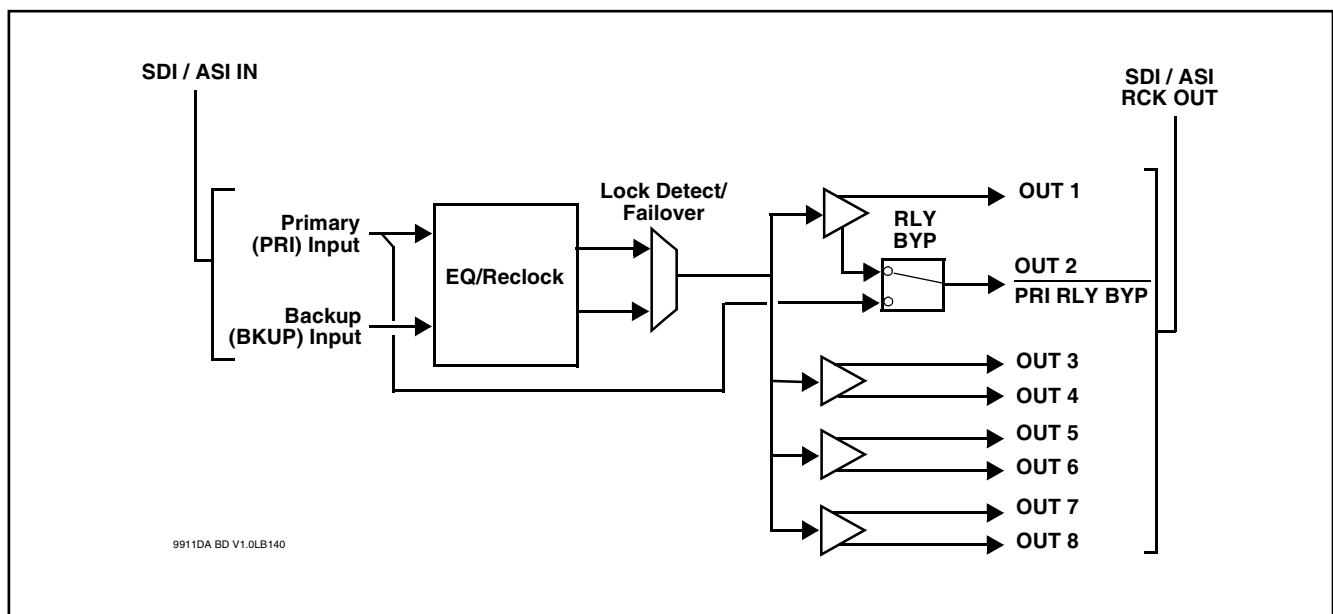 SDI / ASI IN
SDI / ASI
RCK OUT
Primary
(PRI) Input
Backup
(BKUP) Input
EQ/Reclock
Lock Detect/
Failover
RLY
BYP
OUT 1
OUT 2
PRI RLY BYP
OUT 3
OUT 4
OUT 5
OUT 6
OUT 7
OUT 8
9911DA BD V1.0LB140